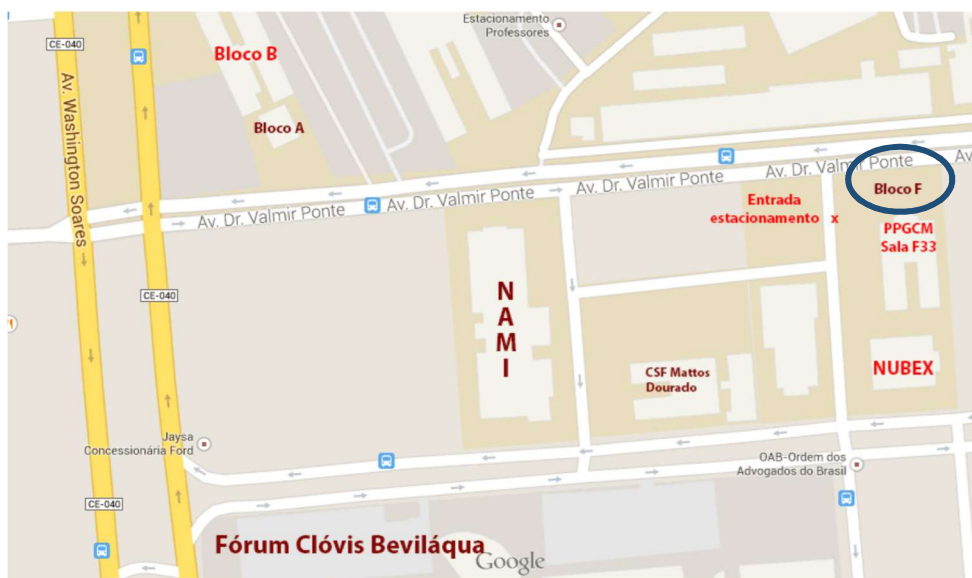 Estacionamento
Professores
CE-040
Bloco B
Av. Washington Soares
Bloco A
Av. Dr. Valmir Ponte
Av. Dr. Valmir Ponte
Av. Dr. Valmir Ponte
Av. Dr. Valmir Ponte
Av
Bloco F
Entrada
estacionamento x
PPGCM
Sala F33
CE-040
N
A
M
I
CSF Mattos
Dourado
NUBEX
Jaysa
Concessionária Ford
OAB-Ordem dos
Advogados do Brasil
CE-040
Fórum Clóvis Beviláqua
Google